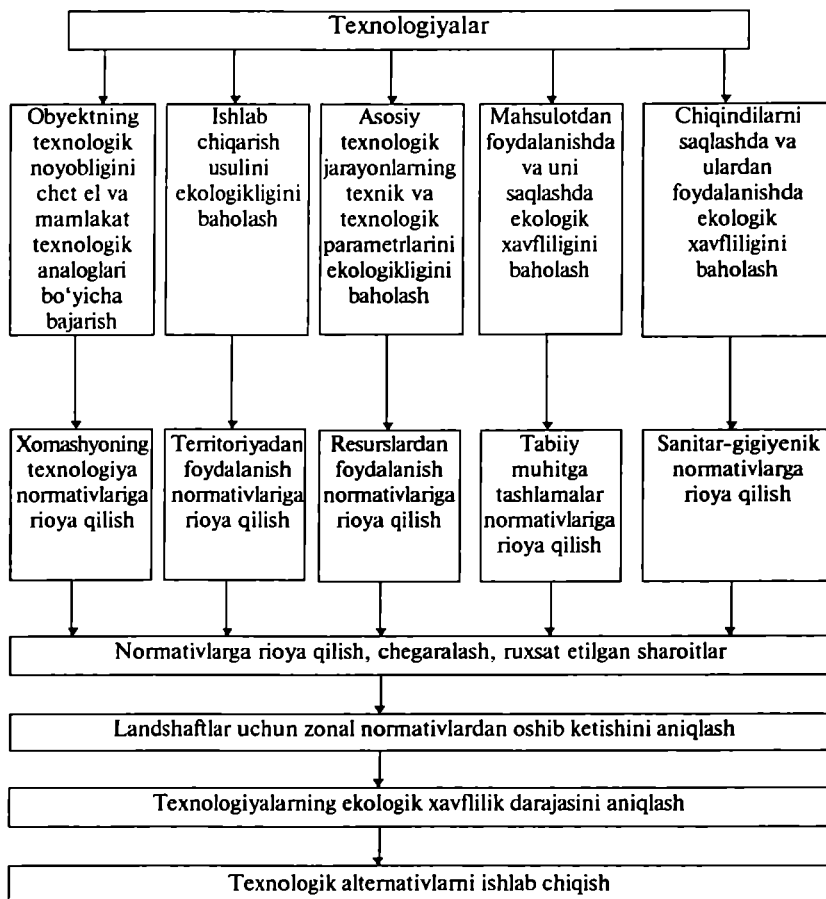 Texnologiyalar
Obyektning
texnologik
noyobligini
chet el va
mamlakat
texnologik
analoglari
bo‘yicha
bajarish
Ishlab
chiqarish
usulini
ekologikligini
baholash
Asosiy
texnologik
jarayonlarning
texnik va
texnologik
parametrlarini
ekologikligini
baholash
Mahsulotdan
foydalanishda
va uni
saqlashda
ekologik
xavfliligini
baholash
Chiqindilarni
saqlashda va
ulardan
foydalanishda
ekologik
xavfliligini
baholash
Xomashyoning
texnologiya
normativlariga
rioya qilish
Territoriyadan
foydalanish
normativlariga
rioya qilish
Resurslardan
foydalanish
normativlariga
rioya qilish
Tabiiy
muhitga
tashlamalar
normativlariga
rioya qilish
Sanitar-gigiyenik
normativlarga
rioya qilish
Normativlarga rioya qilish, chegaralash, ruxsat etilgan sharoitlar
Landshaftlar uchun zonal normativlardan oshib ketishini aniqlash
Texnologiyalarning ekologik xavflilik darajasini aniqlash
Texnologik alternativlarni ishlab chiqish